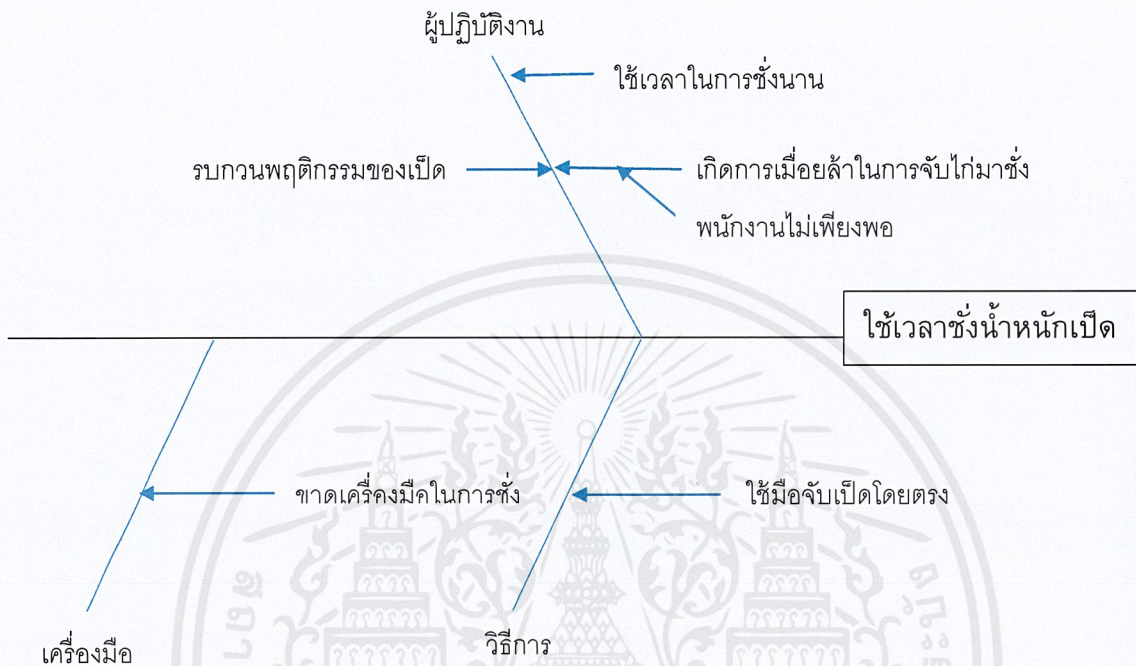 ผู้ปฏิบัติงาน
ใช้เวลาในการชั่งนาน
รบกวนพฤติกรรมของเป็ด
เกิดการเมื่อยล้าในการจับไก่มาชั่ง
พนักงานไม่เพียงพอ
ใช้เวลาชั่งน้ำหนักเป็ด
ขาดเครื่องมือในการชั่ง
ใช้มือจับเป็ดโดยตรง
เครื่องมือ
วิธีการ